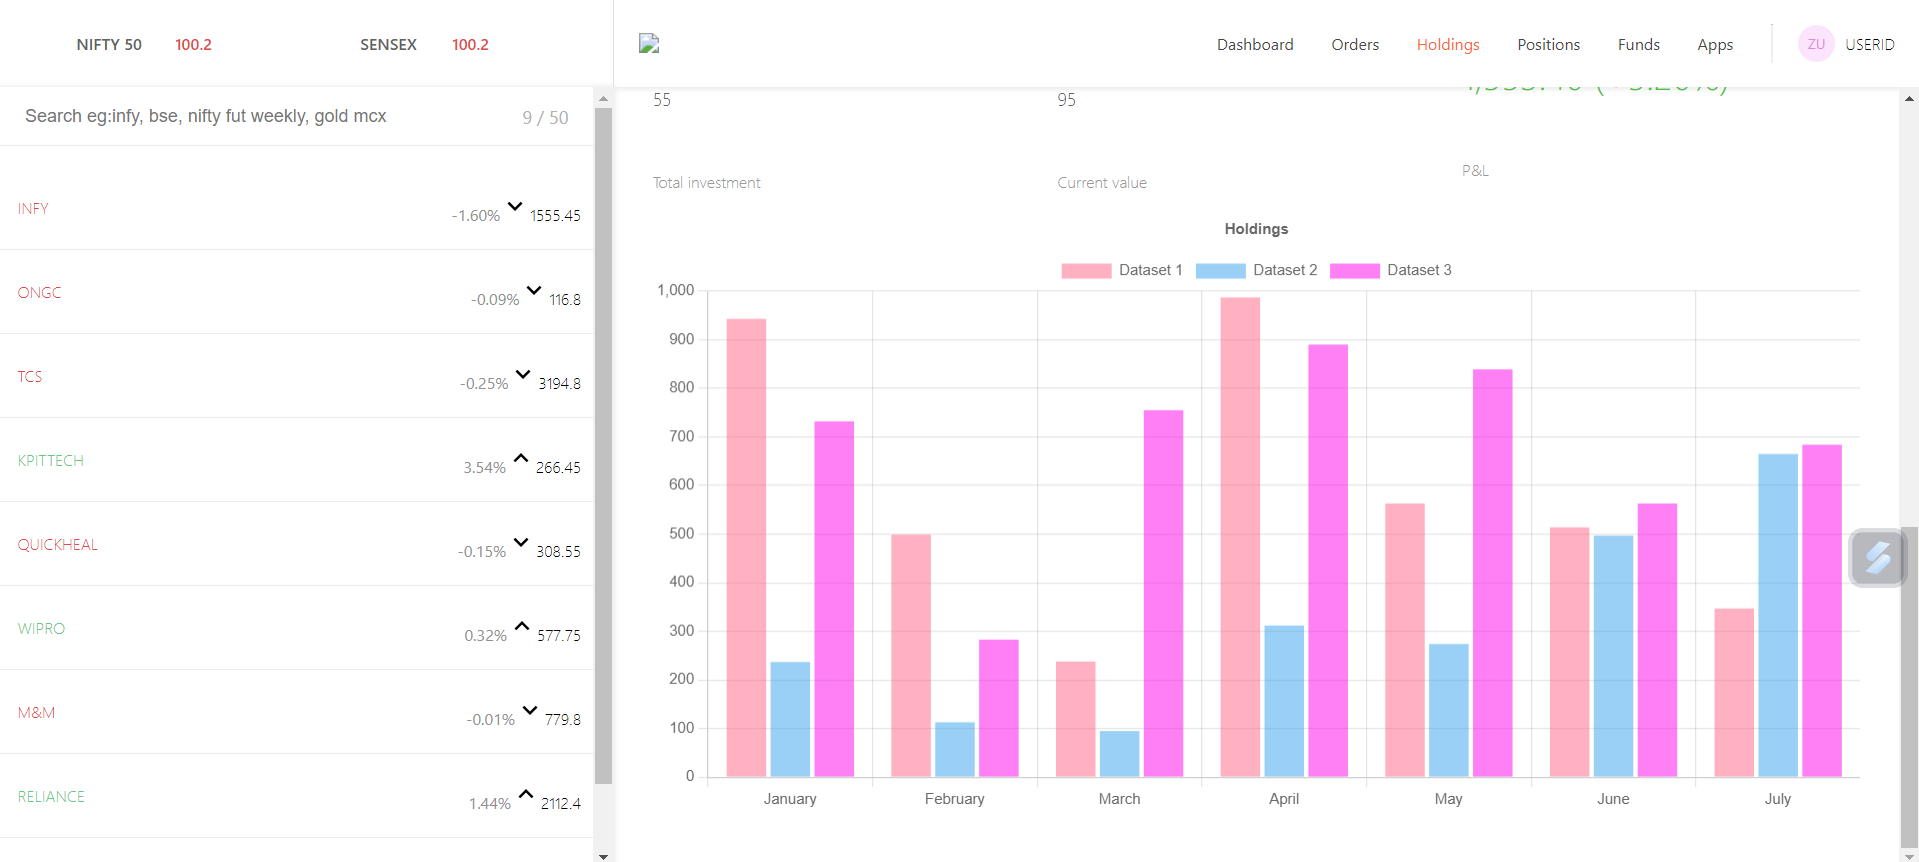 NIFTY 50 100.2 SENSEX 100.2
Dashboard Orders Holdings Positions Funds Apps ZU USERID
Search eg:infy, bse, nifty fut weekly, gold mcx 9 / 50
INFY -1.60% 1555.45
ONGC -0.09% 116.8
TCS -0.25% 3194.8
KPITTECH 3.54% 266.45
QUICKHEAL -0.15% 308.55
WIPRO 0.32% 577.75
M&M -0.01% 779.8
RELIANCE 1.44% 2112.4
55 95
Total investment Current value P&L
Holdings
Dataset 1 Dataset 2 Dataset 3
1,000
900
800
700
600
500
400
300
200
100
0
January February March April May June July